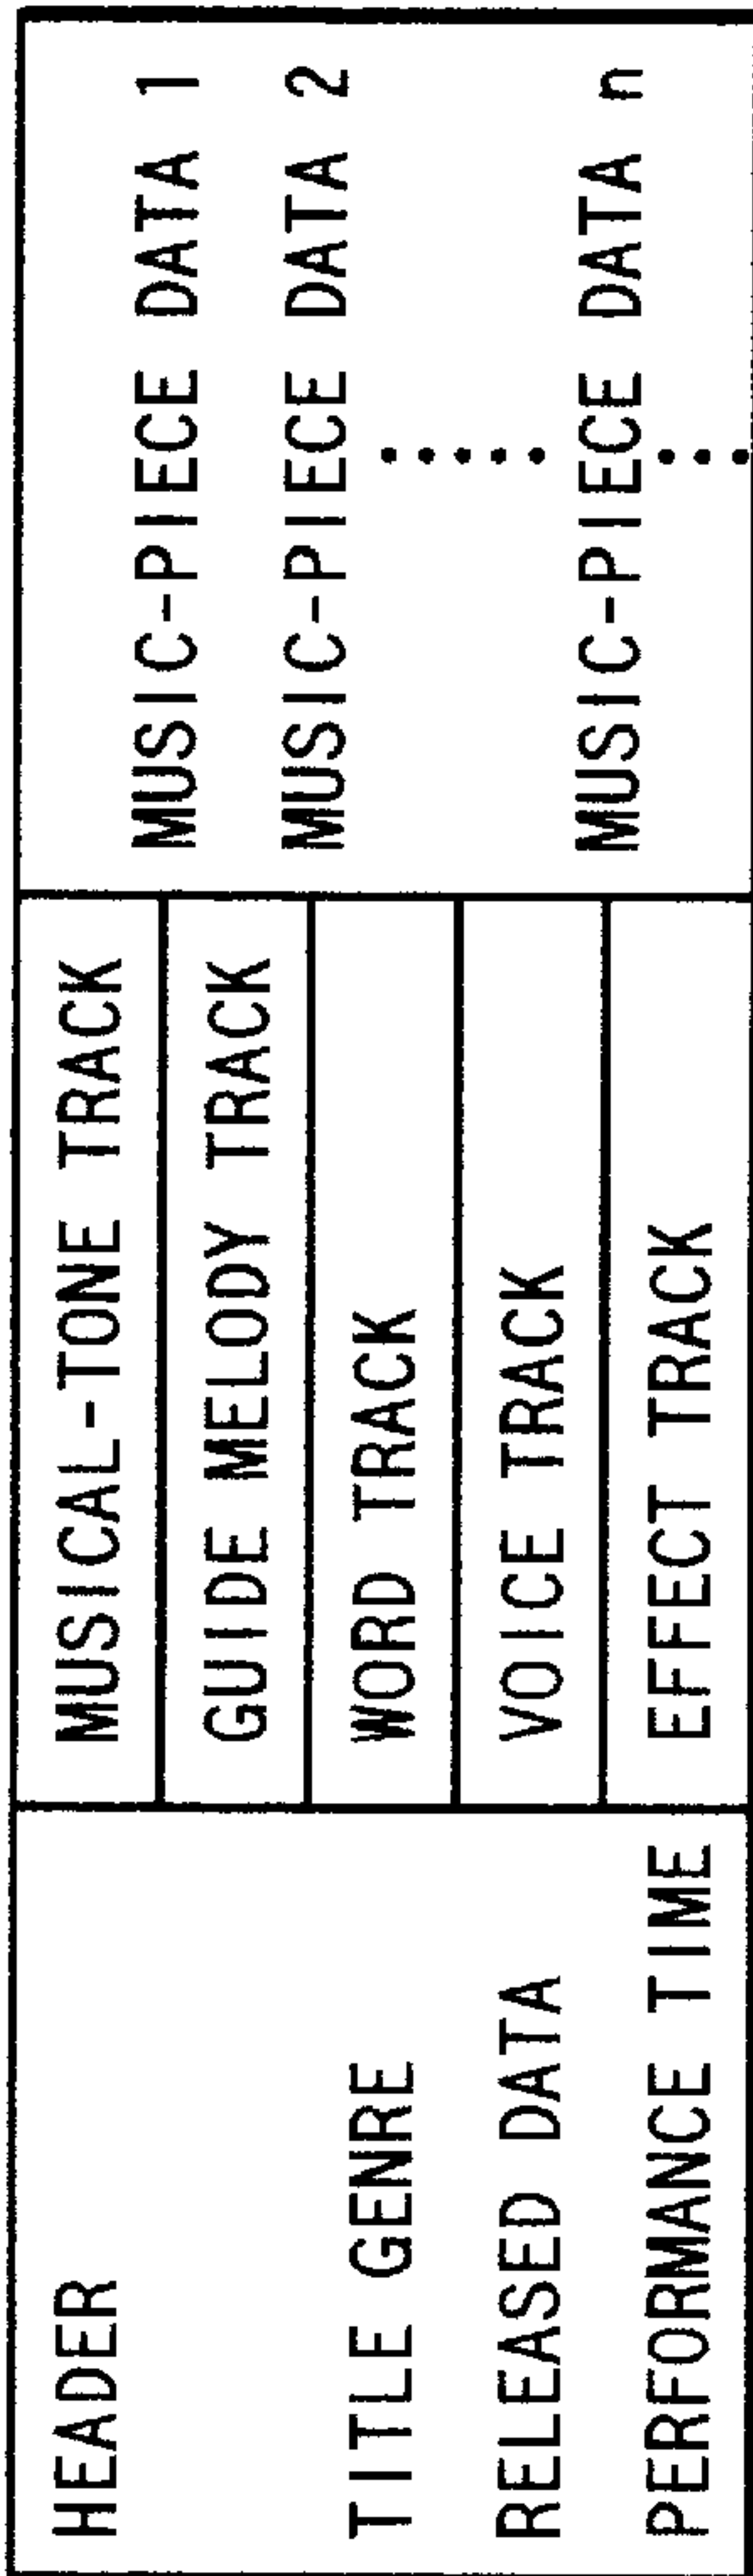 HEADER
TITLE GENRE
RELEASED DATA
PERFORMANCE TIME
MUSICAL-TONE TRACK
GUIDE MELODY TRACK
WORD TRACK
VOICE TRACK
EFFECT TRACK
MUSIC-PIECE DATA 1
MUSIC-PIECE DATA 2
.....
MUSIC-PIECE DATA n
...